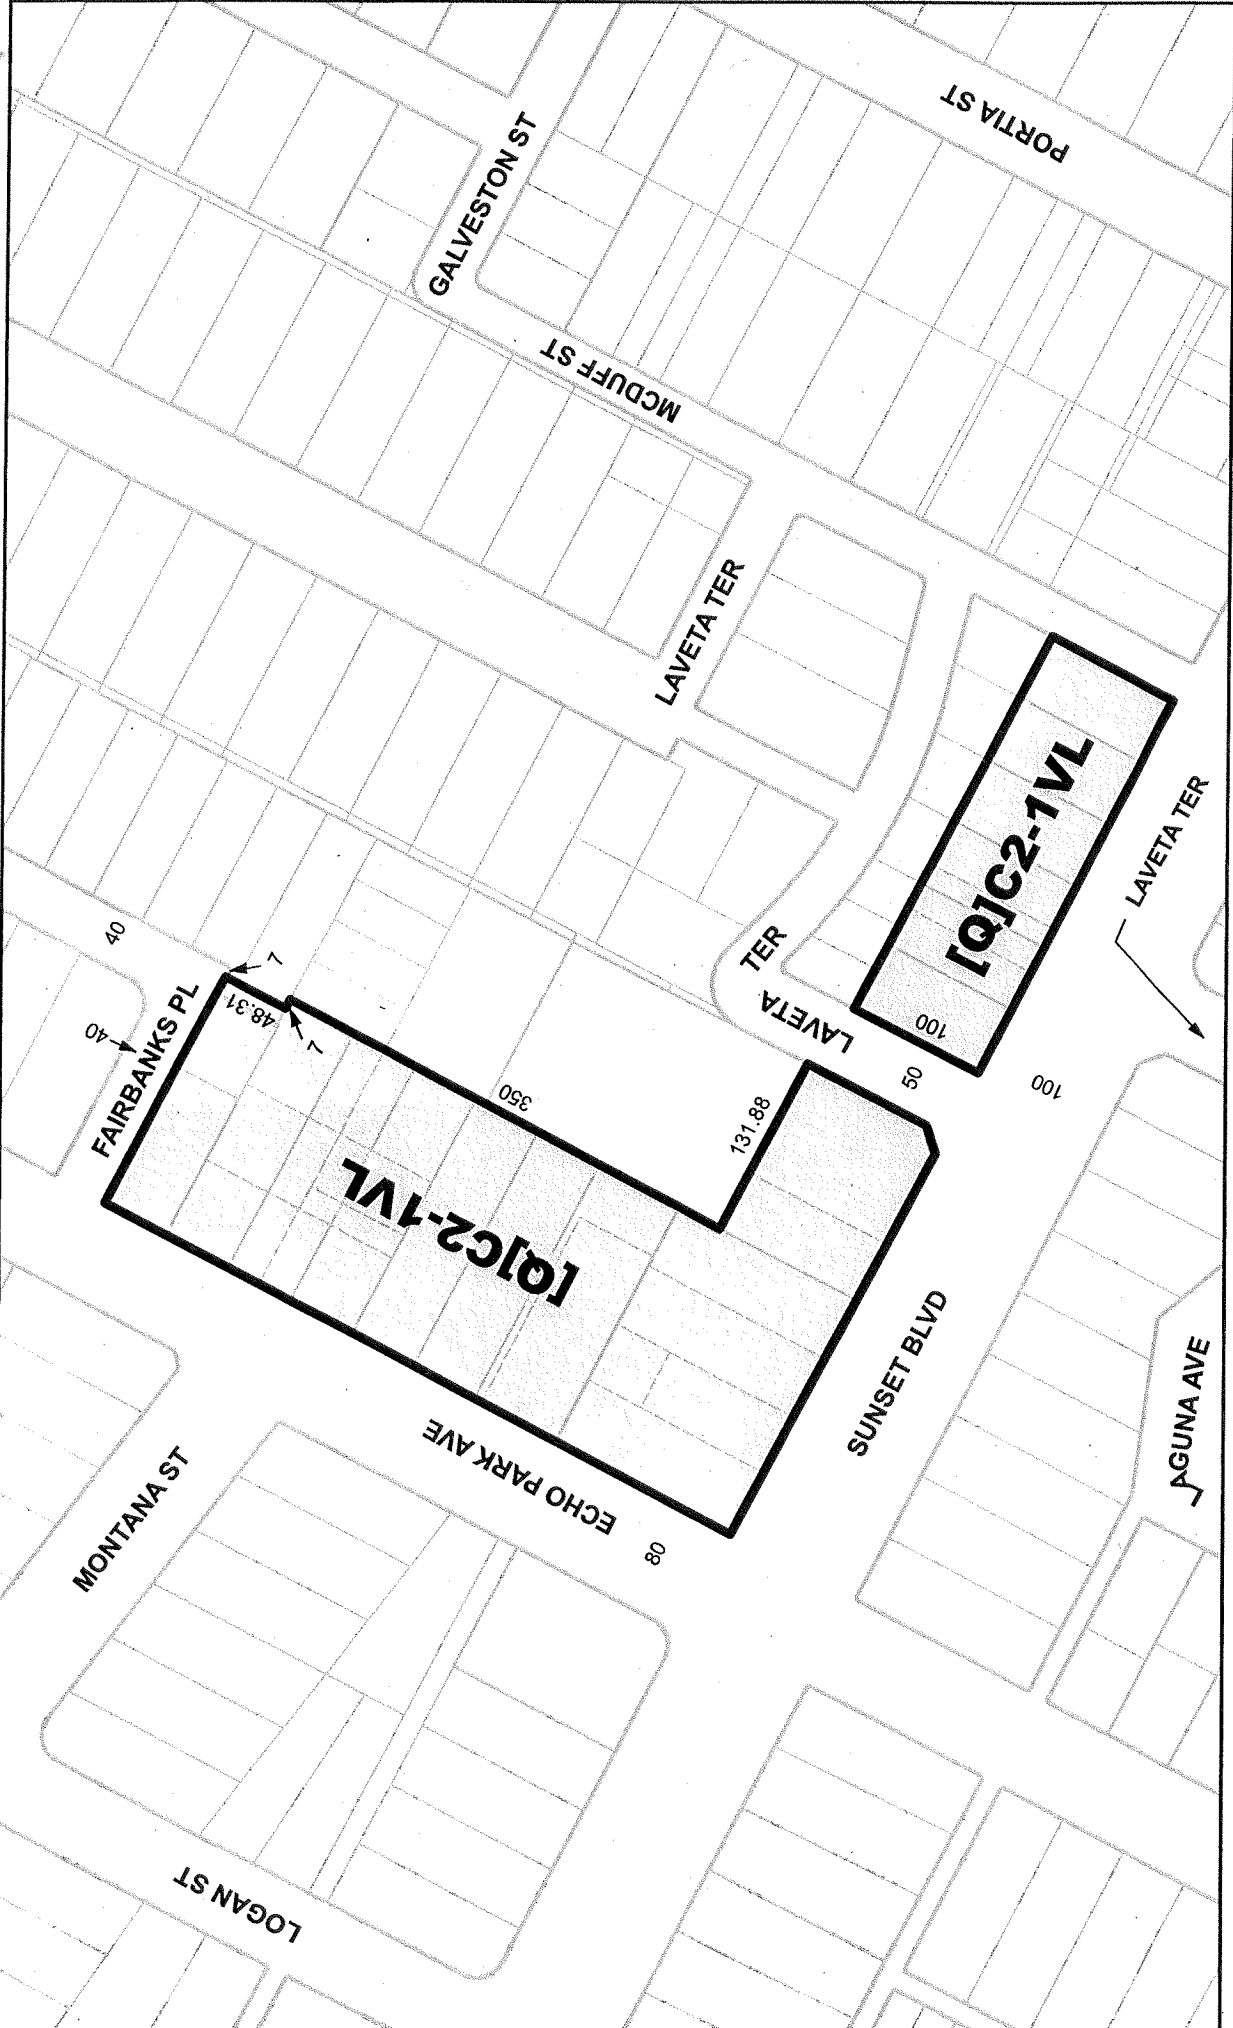 PORTIA ST
GALVESTON ST
MCDUFF ST
LAVETA TER
40
7
40
FAIRBANKS PL
48.31
7
350
131.88
LAVETA
TER
[Q]C2-1VL
100
50
100
LAVETA TER
[Q]C2-1VL
SUNSET BLVD
ECHO PARK AVE
80
MONTANA ST
LOGAN ST
AGUNA AVE